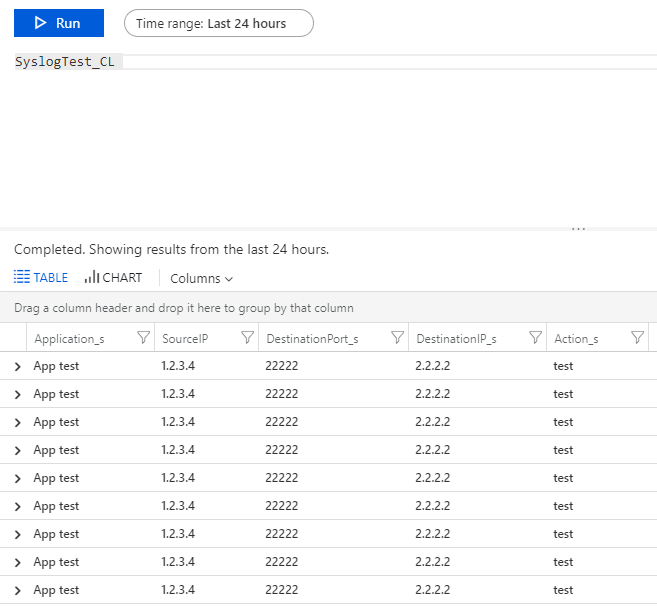 Run Time range: Last 24 hours
SyslogTest_CL
...
Completed. Showing results from the last 24 hours.
TABLE CHART Columns
Drag a column header and drop it here to group by that column
Application_s SourceIP DestinationPort_s DestinationIP_s Action_s
App test 1.2.3.4 22222 2.2.2.2 test
App test 1.2.3.4 22222 2.2.2.2 test
App test 1.2.3.4 22222 2.2.2.2 test
App test 1.2.3.4 22222 2.2.2.2 test
App test 1.2.3.4 22222 2.2.2.2 test
App test 1.2.3.4 22222 2.2.2.2 test
App test 1.2.3.4 22222 2.2.2.2 test
App test 1.2.3.4 22222 2.2.2.2 test
App test 1.2.3.4 22222 2.2.2.2 test